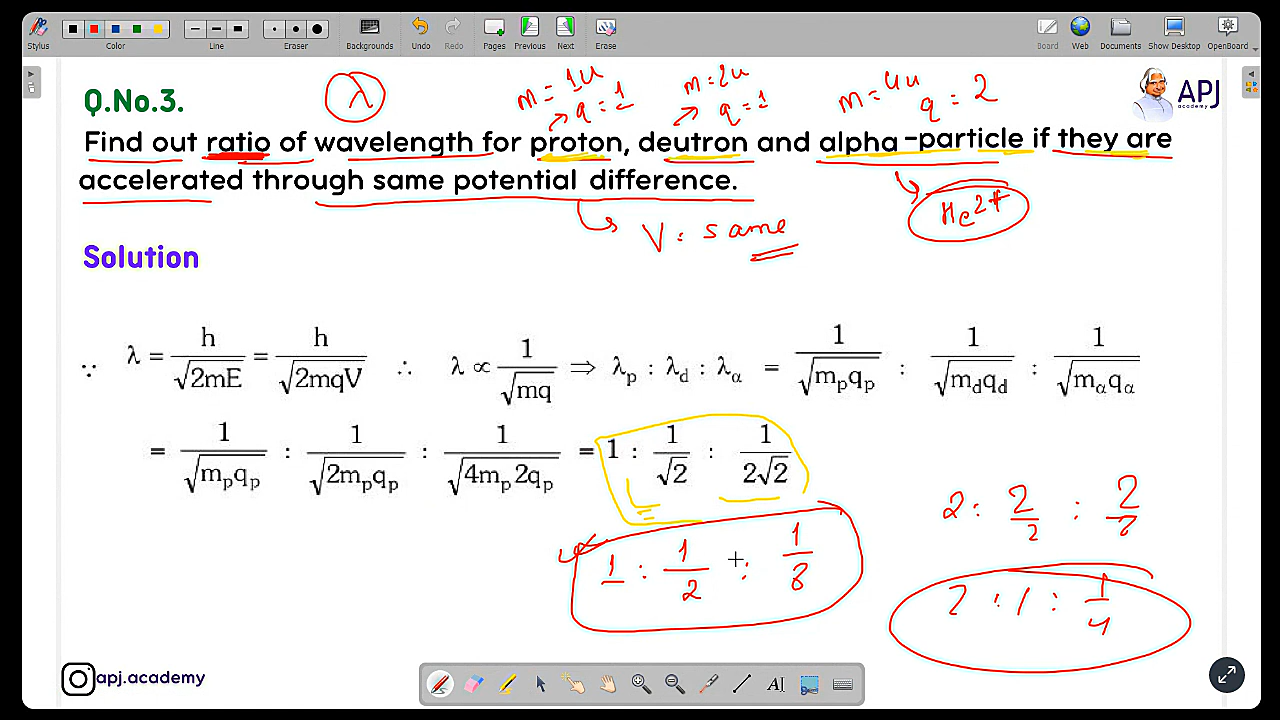 Stylus Color Line Eraser Backgrounds Undo Redo Pages Previous Next Erase Board Web Documents Show Desktop OpenBoard
Q.No.3.
λ
m = 1u
q = 1
m = 2u
q = 1
m = 4u
q = 2
APJ
academy
Find out ratio of wavelength for proton, deutron and alpha-particle if they are
accelerated through same potential difference.
He2+
V : same
Solution
∵ λ = h/√2mE = h/√2mqV ∴ λ ∝ 1/√mq ⇒ λp : λd : λα = 1/√mpqp : 1/√mdqd : 1/√mαqα
= 1/√mpqp : 1/√2mpqp : 1/√4mp2qp = 1 : 1/√2 : 1/2√2
2 : 2/2 : 2/8
1 : 1/2 : 1/8
2 : 1 : 1/4
apj.academy